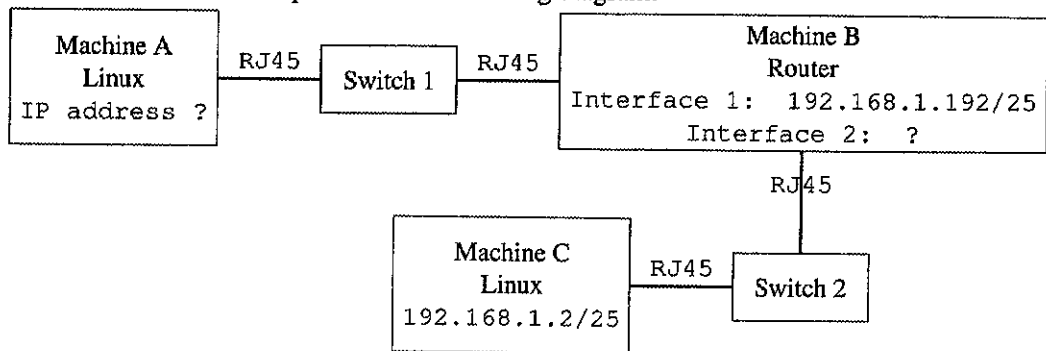 Machine A
Linux
IP address ?
RJ45
Switch 1
RJ45
Machine B
Router
Interface 1: 192.168.1.192/25
Interface 2: ?
RJ45
Machine C
Linux
192.168.1.2/25
RJ45
Switch 2